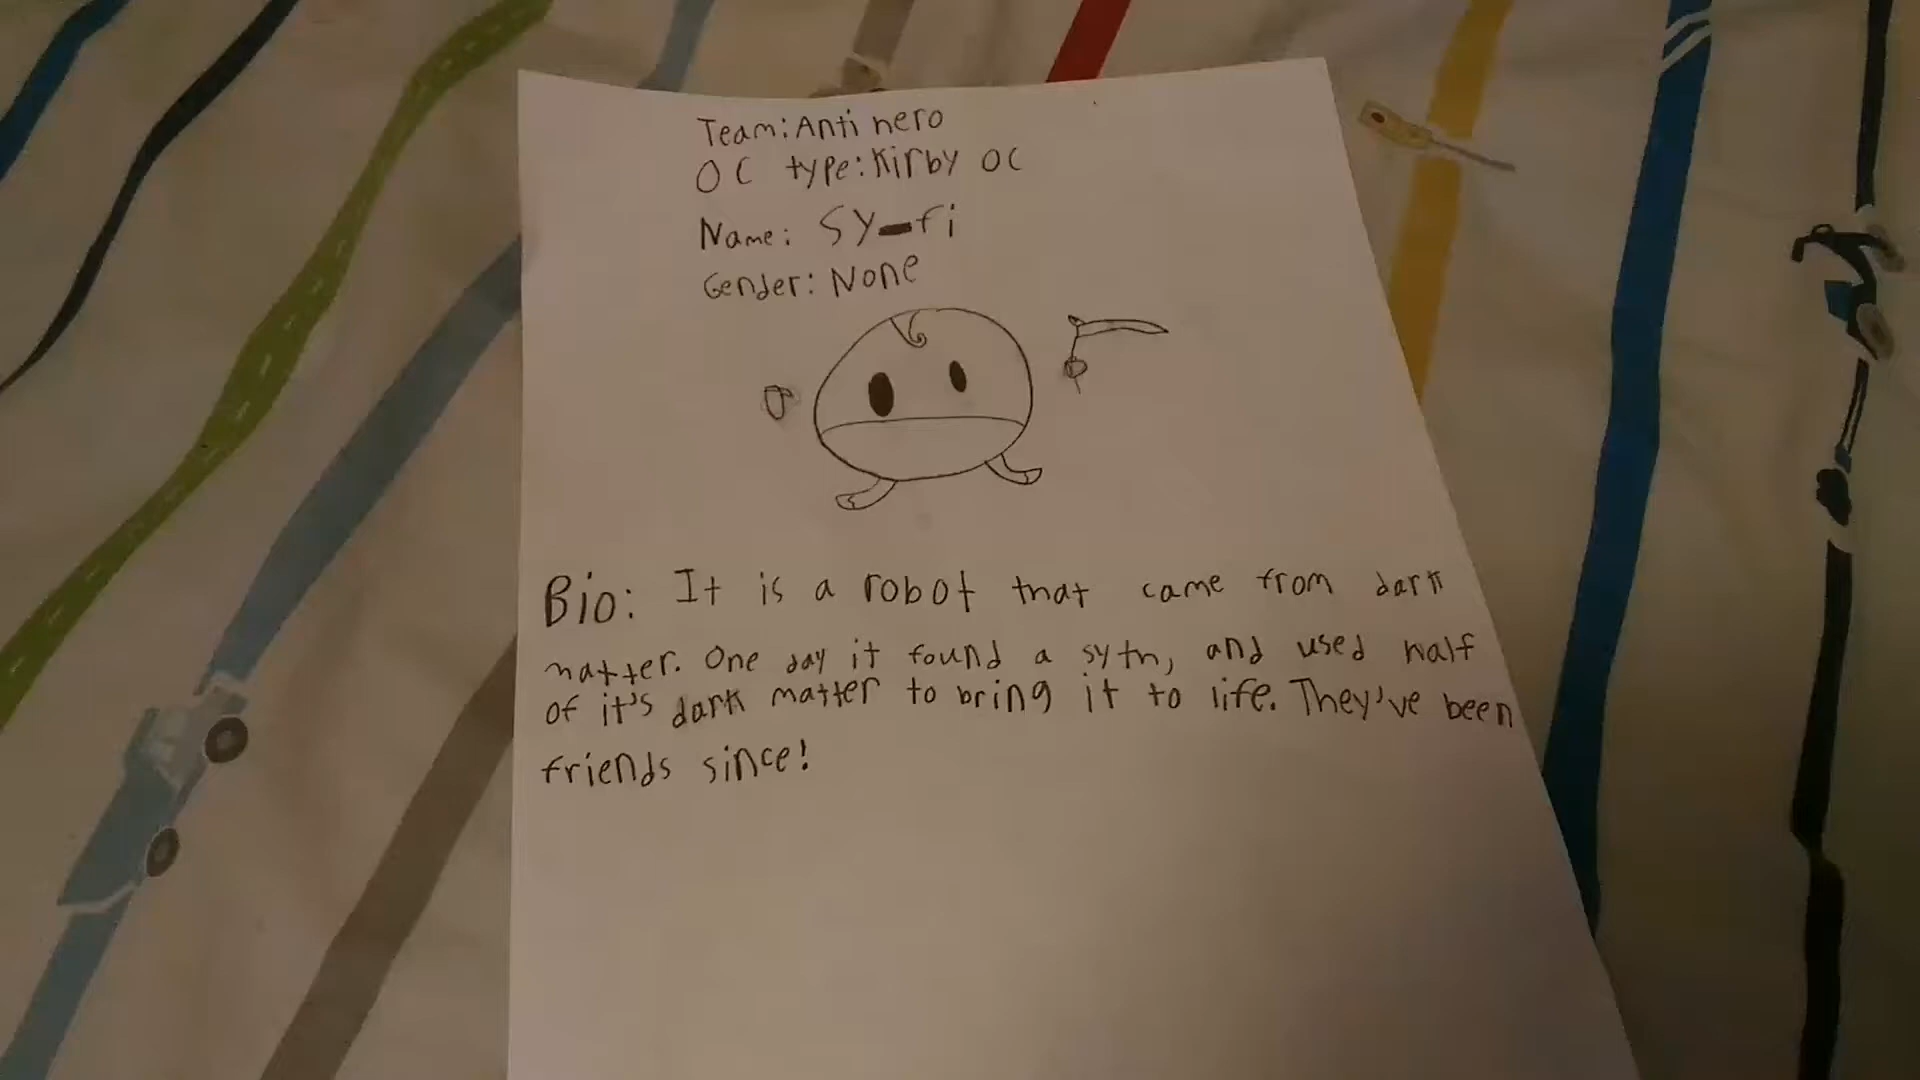 Team: Anti hero
OC type: Kirby OC
Name: Sy-fi
Gender: None
Bio: It is a robot that came from dark
matter. One day it found a syth, and used half
of it's dark matter to bring it to life. They've been
friends since!